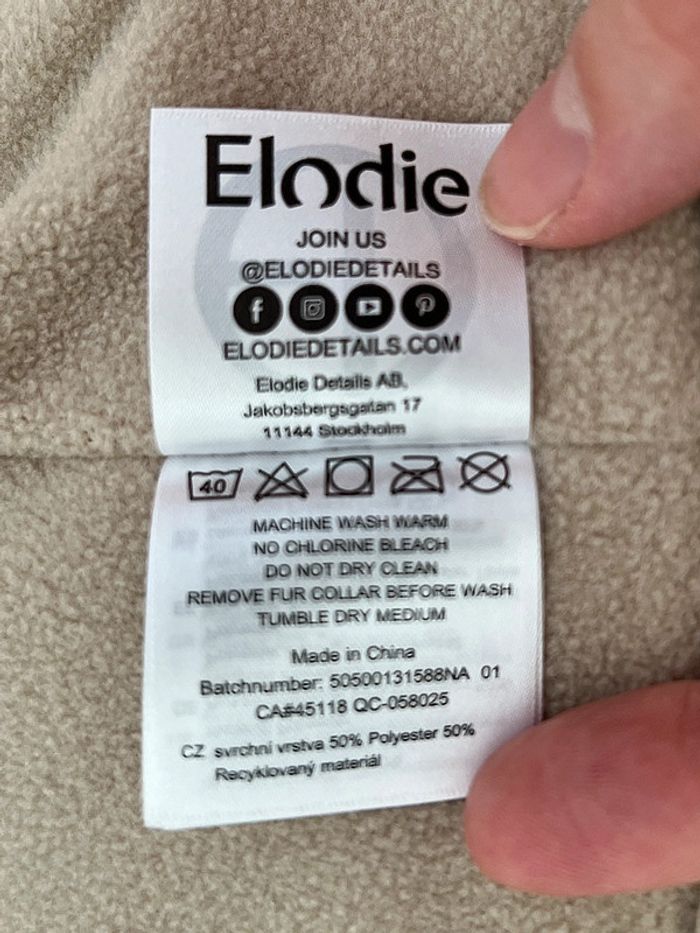 Elodie
JOIN US
@ELODIEDETAILS
ELODIEDETAILS.COM
Elodie Details AB,
Jakobsbergsgatan 17
11144 Stockholm
40
MACHINE WASH WARM
NO CHLORINE BLEACH
DO NOT DRY CLEAN
REMOVE FUR COLLAR BEFORE WASH
TUMBLE DRY MEDIUM
Made in China
Batchnumber: 50500131588NA 01
CA#45118 QC-058025
CZ svrchní vrstva 50% Polyester 50%
Recyklovaný materiál